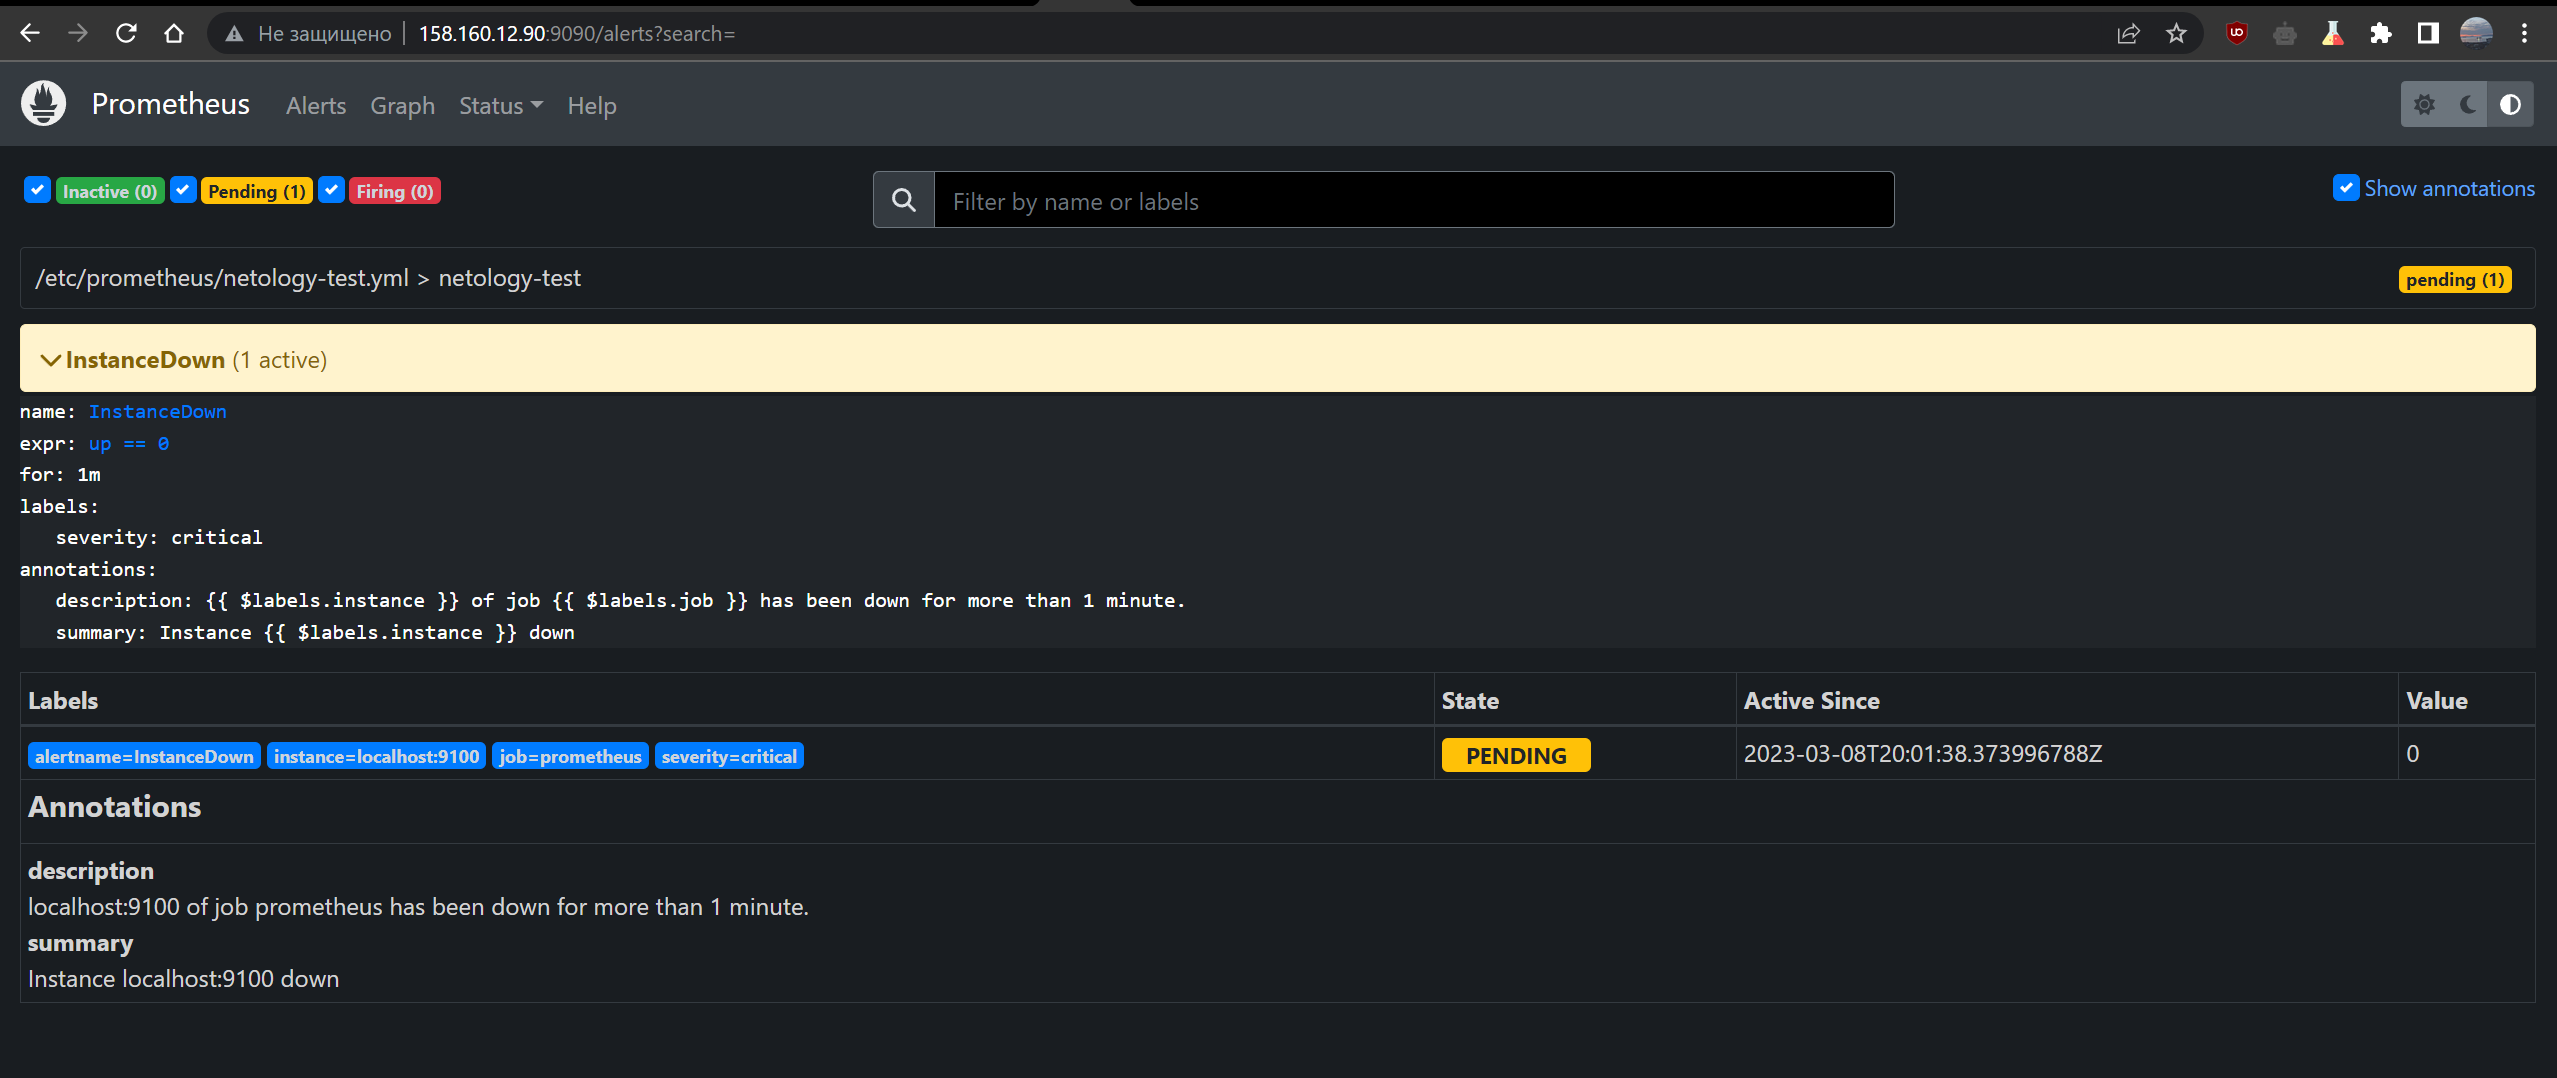 Не защищено 158.160.12.90:9090/alerts?search=
Prometheus Alerts Graph Status Help
Inactive (0) Pending (1) Firing (0) Filter by name or labels Show annotations
/etc/prometheus/netology-test.yml > netology-test pending (1)
InstanceDown (1 active)
name: InstanceDown
expr: up == 0
for: 1m
labels:
severity: critical
annotations:
description: {{ $labels.instance }} of job {{ $labels.job }} has been down for more than 1 minute.
summary: Instance {{ $labels.instance }} down
Labels State Active Since Value
alertname=InstanceDown instance=localhost:9100 job=prometheus severity=critical PENDING 2023-03-08T20:01:38.373996788Z 0
Annotations
description
localhost:9100 of job prometheus has been down for more than 1 minute.
summary
Instance localhost:9100 down